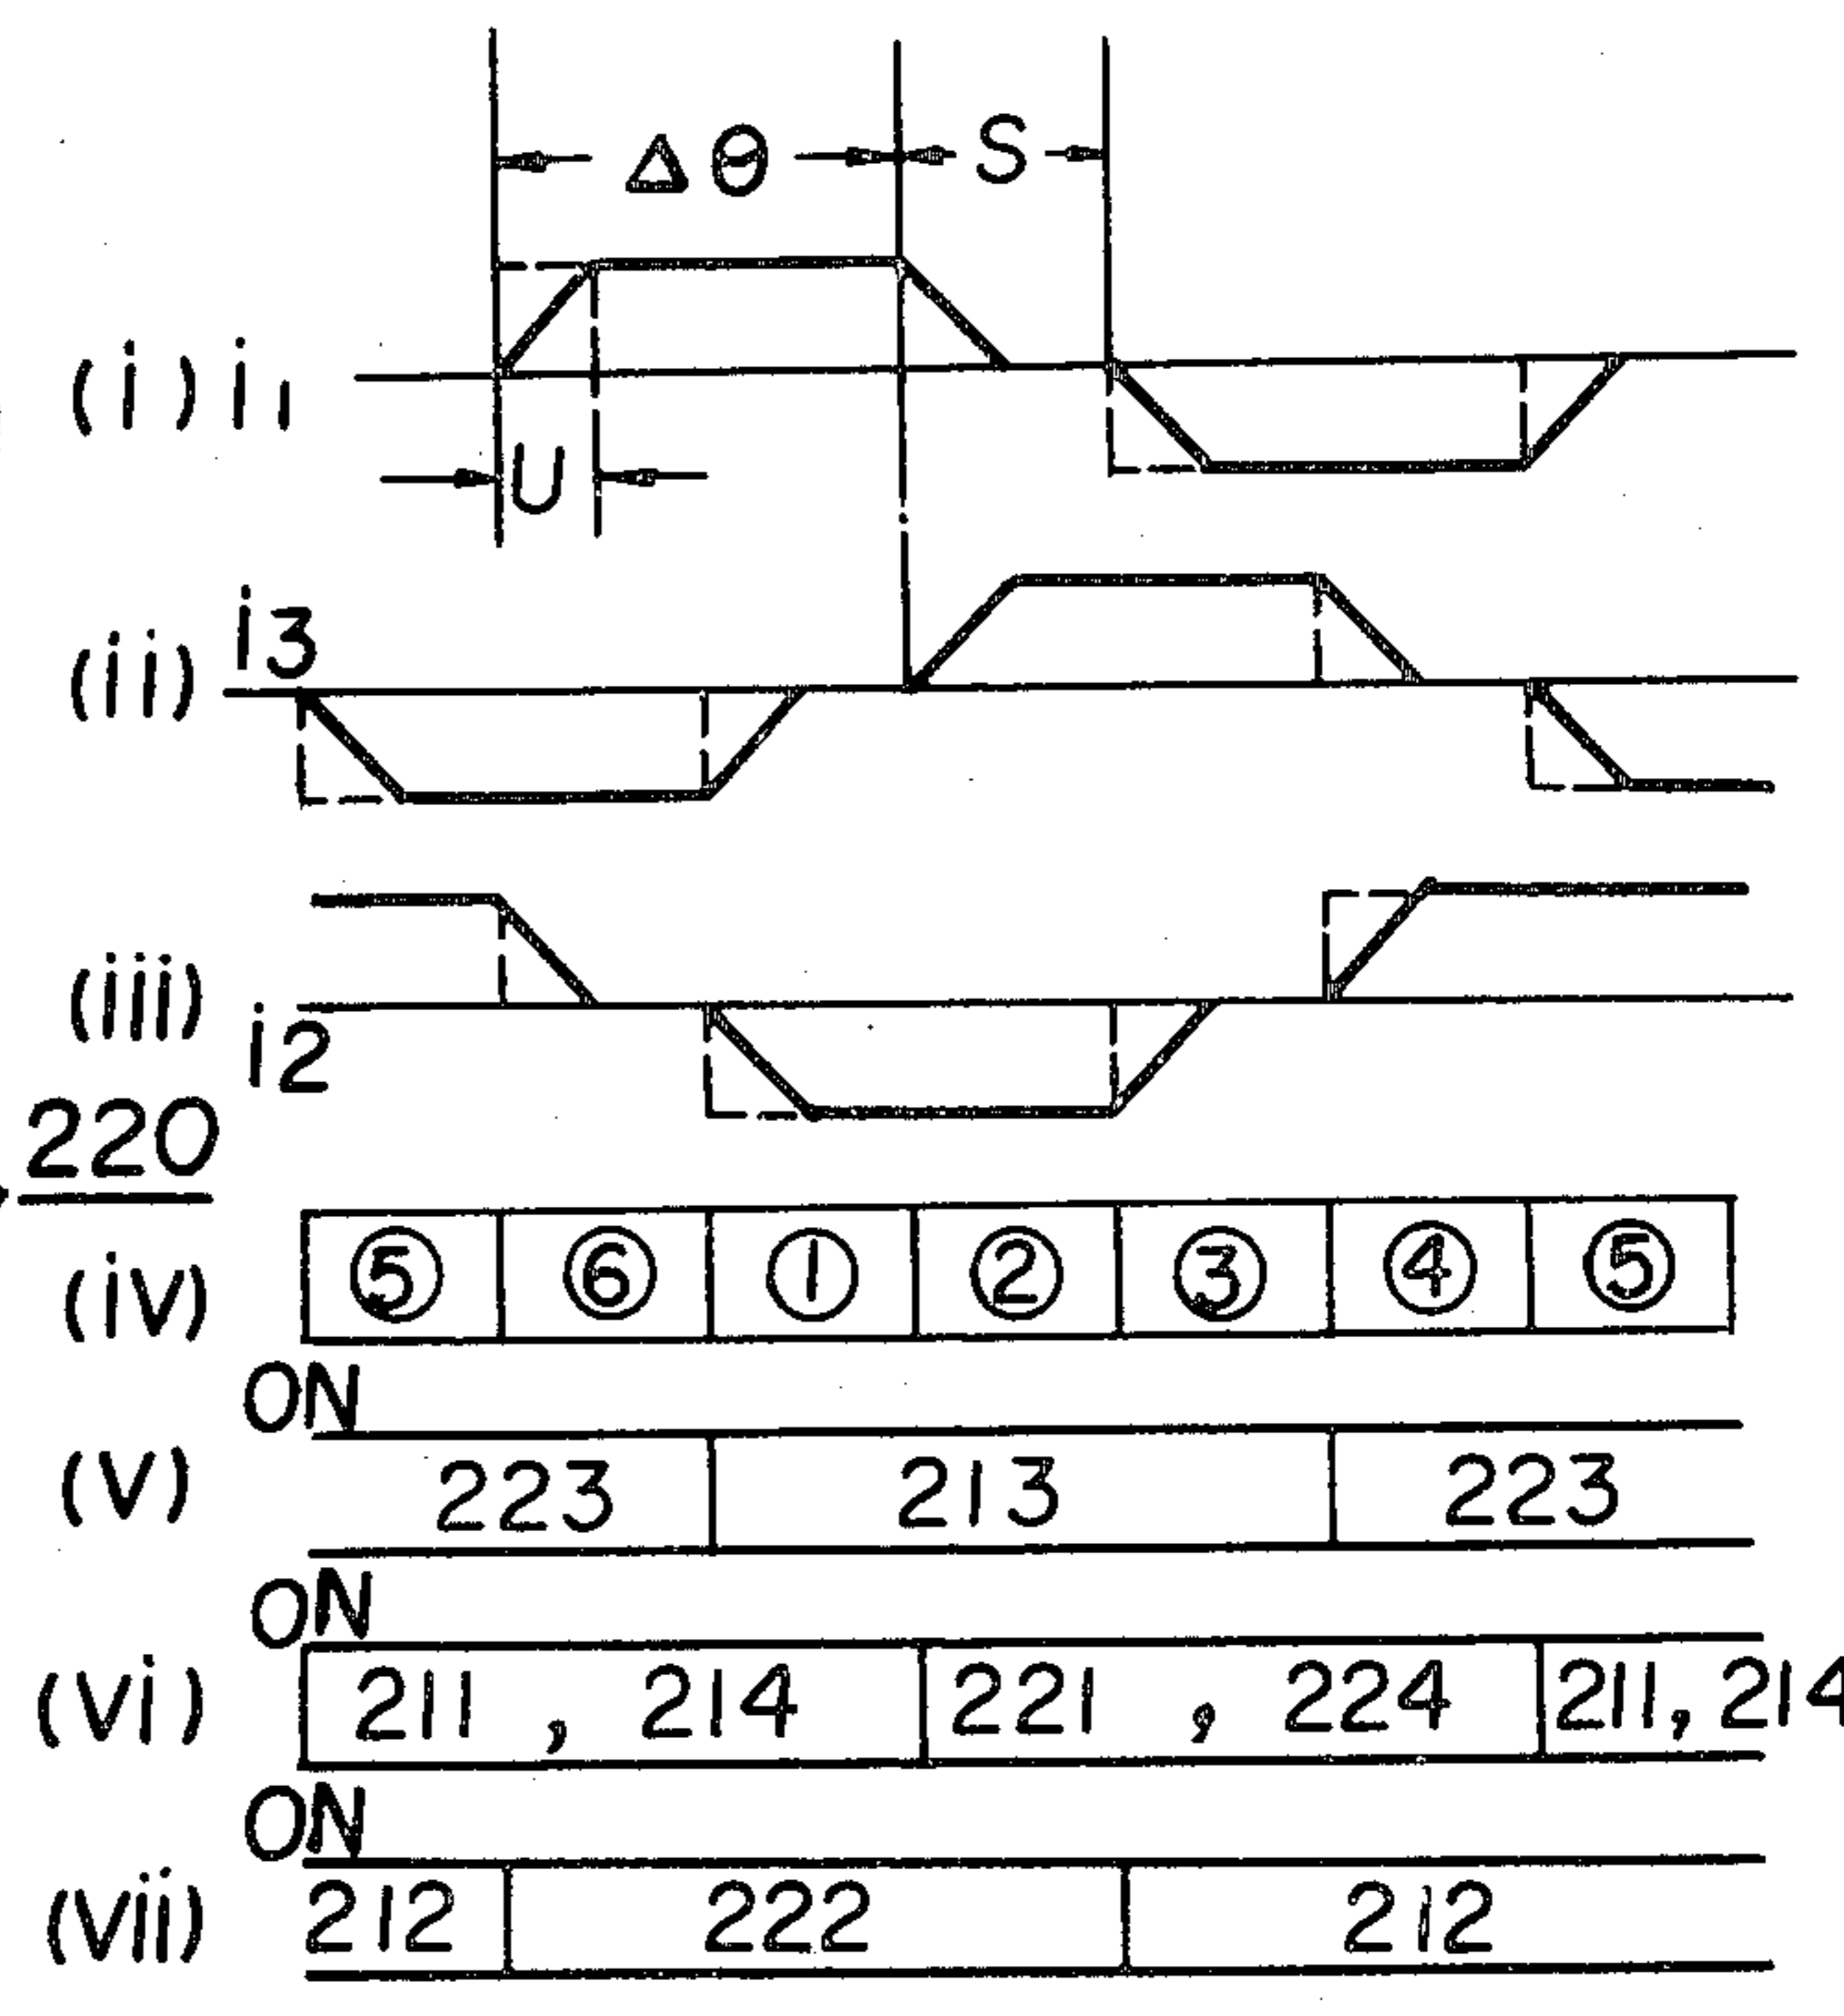 Δθ S
(i) i1
U
(ii) i3
(iii) i2
220
(iv) ⑤ ⑥ ① ② ③ ④ ⑤
ON
(V) 223 213 223
ON
(Vi) 211 , 214 221 , 224 211, 214
ON
(Vii) 212 222 212